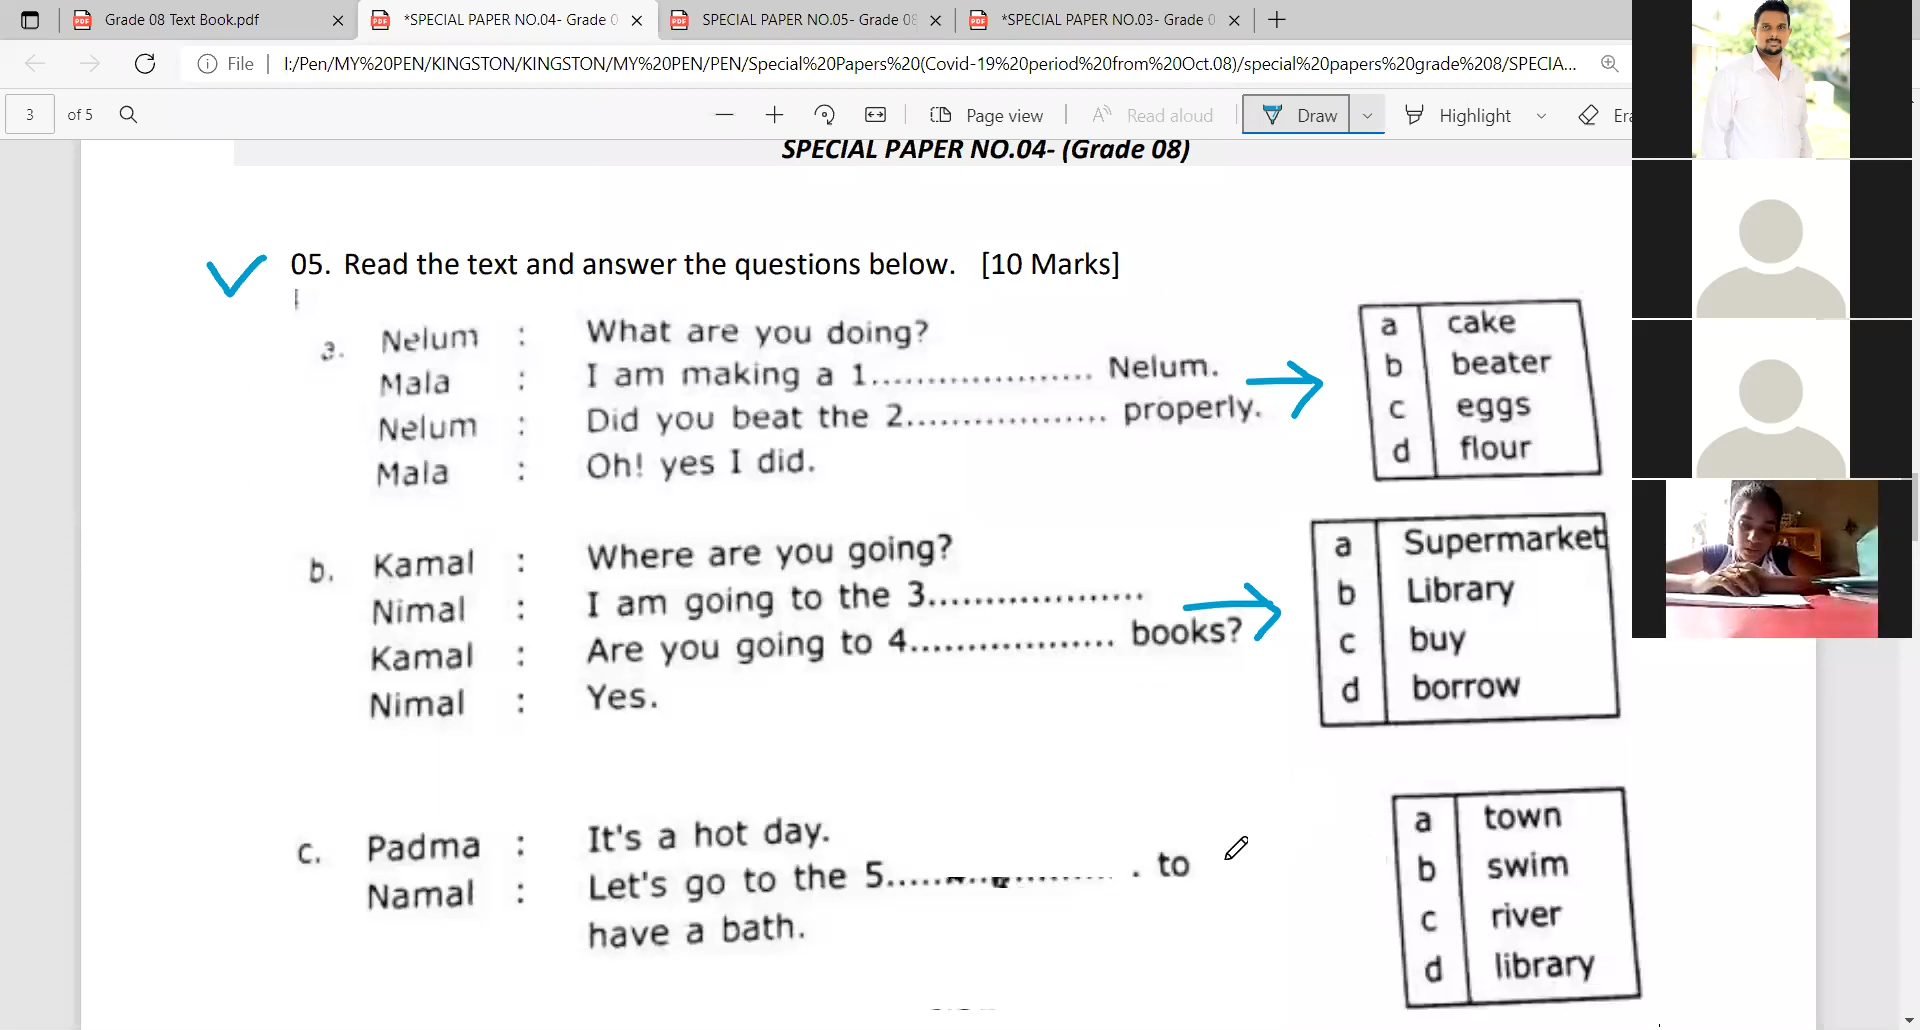 Grade 08 Text Book.pdf
*SPECIAL PAPER NO.04- Grade 0
SPECIAL PAPER NO.05- Grade 08
*SPECIAL PAPER NO.03- Grade 0
File
I:/Pen/MY%20PEN/KINGSTON/KINGSTON/MY%20PEN/PEN/Special%20Papers%20(Covid-19%20period%20from%20Oct.08)/special%20papers%20grade%208/SPECIA...
3 of 5
Page view
Read aloud
Draw
Highlight
Era
SPECIAL PAPER NO.04- (Grade 08)
05. Read the text and answer the questions below. [10 Marks]
a. Nelum : What are you doing?
Mala : I am making a 1...................... Nelum.
Nelum : Did you beat the 2.................. properly.
Mala : Oh! yes I did.
a cake
b beater
c eggs
d flour
b. Kamal : Where are you going?
Nimal : I am going to the 3...................
Kamal : Are you going to 4.................. books?
Nimal : Yes.
a Supermarket
b Library
c buy
d borrow
c. Padma : It's a hot day.
Namal : Let's go to the 5.................... . to
have a bath.
a town
b swim
c river
d library